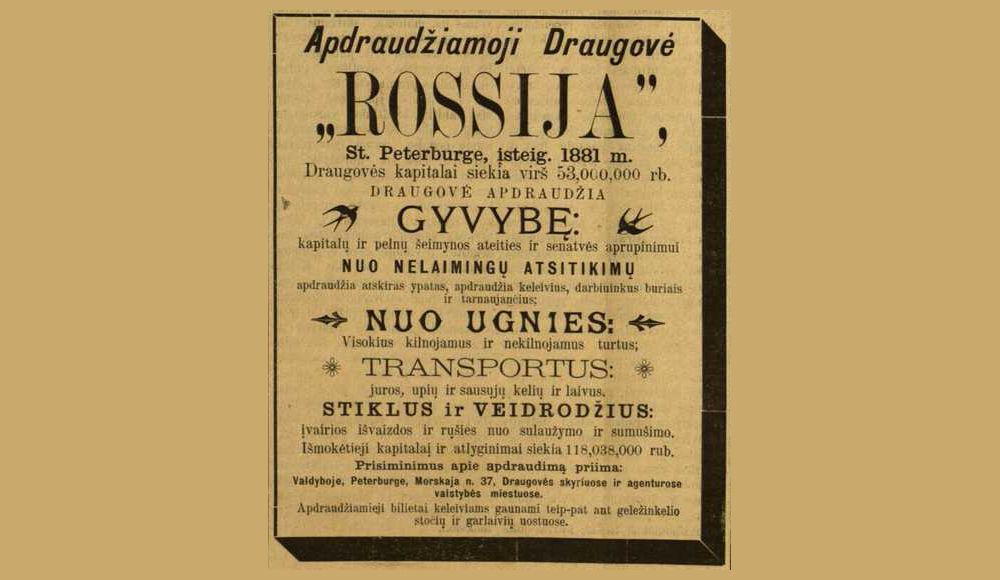 Apdraudžiamoji Draugovė
„ROSSIJA”,
St. Peterburge, įsteig. 1881 m.
Draugovės kapitalai siekia virš 53,000,000 rb.
DRAUGOVĖ APDRAUDŽIA
GYVYBĘ:
kapitalų ir pelnų šeimynos ateities ir senatvės aprupinimui
NUO NELAIMINGŲ ATSITIKIMŲ
apdraudžia atskiras ypatas, apdraudžia keleivius, darbininkus buriais
ir tarnaujančius;
NUO UGNIES:
Visokius kilnojamus ir nekilnojamus turtus;
TRANSPORTUS:
juros, upių ir sausųjų kelių ir laivus.
STIKLUS ir VEIDRODŽIUS:
įvairios išvaizdos ir rųšies nuo sulaužymo ir sumušimo.
Išmokėtieji kapitalai ir atlyginimai siekia 118,038,000 rub.
Prisiminimus apie apdraudimą priima:
Valdyboje, Peterburge, Morskaja n. 37, Draugovės skyriuose ir agenturose
valstybės miestuose.
Apdraudžiamieji bilietai keleiviams gaunami teip-pat ant geležinkelio
stočių ir garlaivių uostuose.